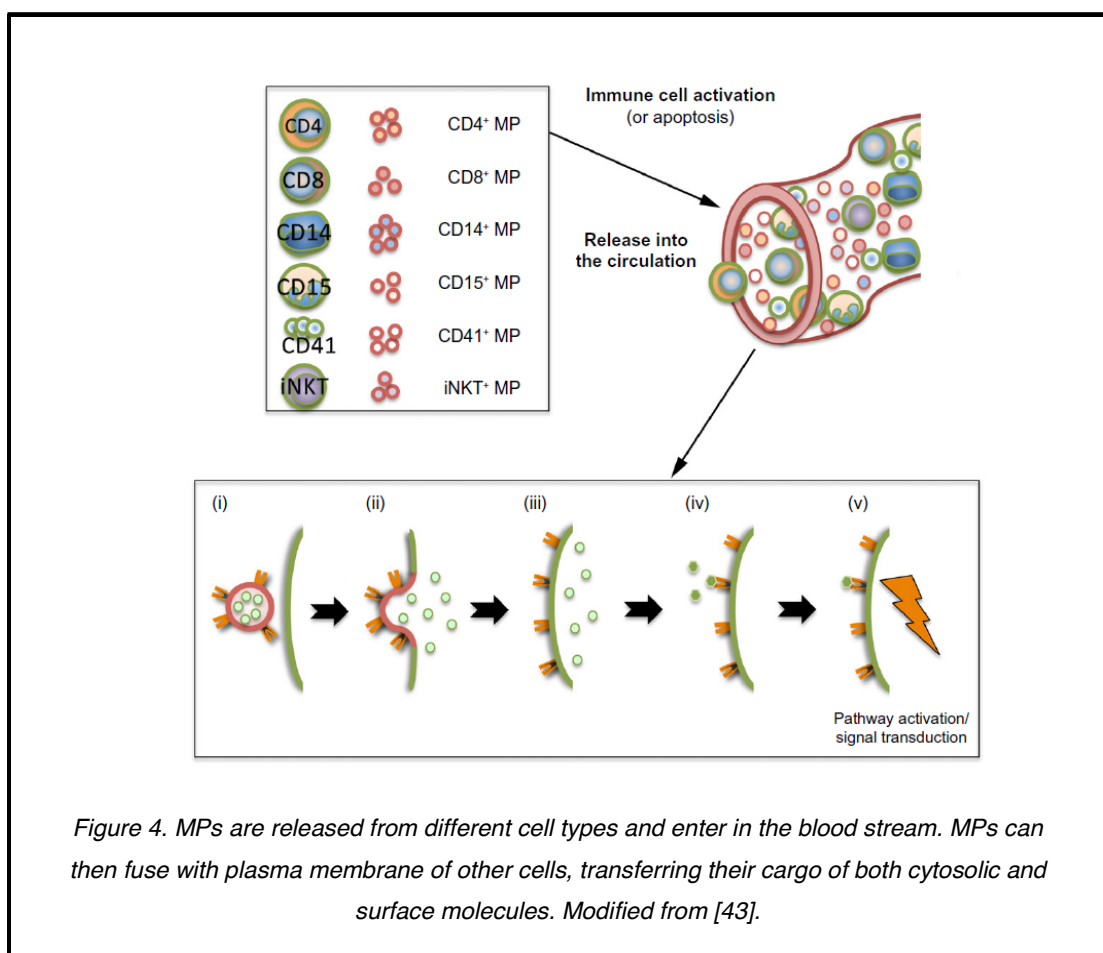 CD4
CD4⁺ MP
CD8
CD8⁺ MP
CD14
CD14⁺ MP
CD15
CD15⁺ MP
CD41
CD41⁺ MP
iNKT
iNKT⁺ MP
Immune cell activation
(or apoptosis)
Release into
the circulation
(i)
(ii)
(iii)
(iv)
(v)
Pathway activation/
signal transduction
Figure 4. MPs are released from different cell types and enter in the blood stream. MPs can
then fuse with plasma membrane of other cells, transferring their cargo of both cytosolic and
surface molecules. Modified from [43].